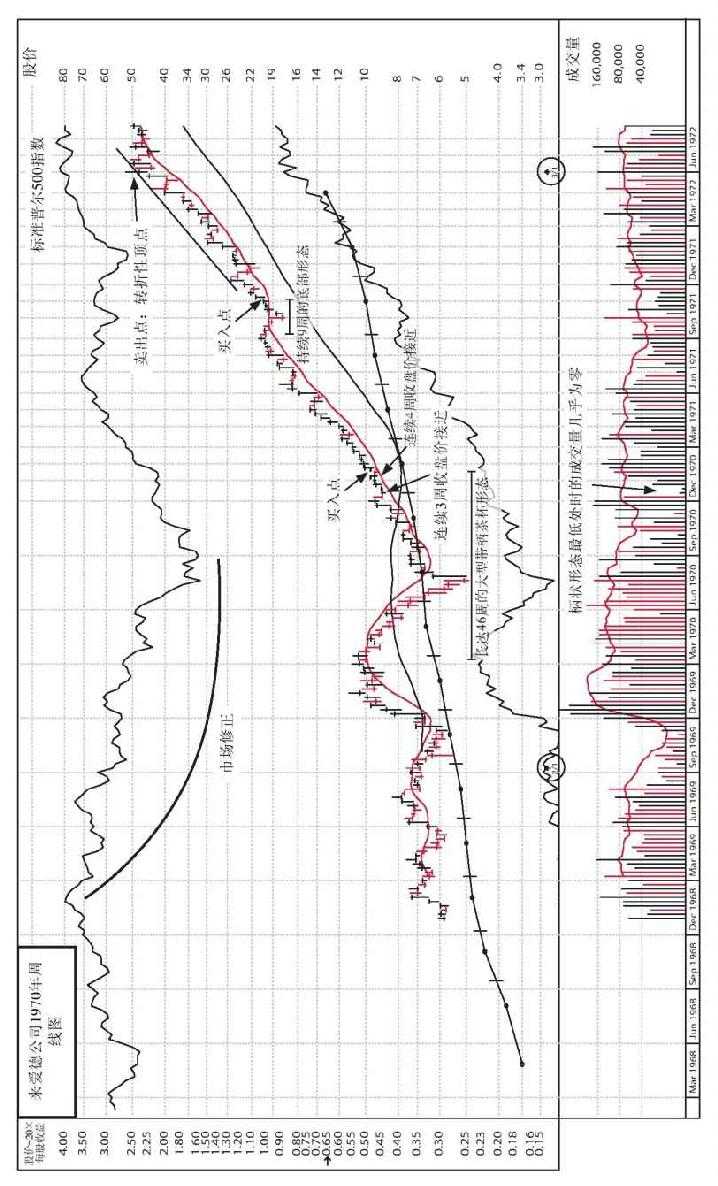 来爱德公司1970年周
线图
标准普尔500指数
股价
80
70
60
50
40
34
30
26
22
19
16
14
12
10
8
7
6
5
4.0
3.4
3.0
成交量
160,000
80,000
40,000
股价=20×
每股收益
4.00
3.50
3.00
2.50
2.25
2.00
1.80
1.60
1.50
1.40
1.30
1.20
1.10
1.00
0.90
0.80
0.75
0.70
0.65
0.60
0.55
0.50
0.45
0.40
0.35
0.30
0.25
0.23
0.20
0.18
0.16
0.15
市场修正
卖出点：转折性顶点
买入点
持续9周的底部形态
买入点
连续4周收盘价接近
连续3周收盘价接近
长达46周的大型带柄茶杯形态
柄状形态最低处时的成交量几乎为零
Mar 1968
Jun 1968
Sep 1968
Dec 1968
Mar 1969
Jun 1969
Sep 1969
Dec 1969
Mar 1970
Jun 1970
Sep 1970
Dec 1970
Mar 1971
Jun 1971
Sep 1971
Dec 1971
Mar 1972
Jun 1972